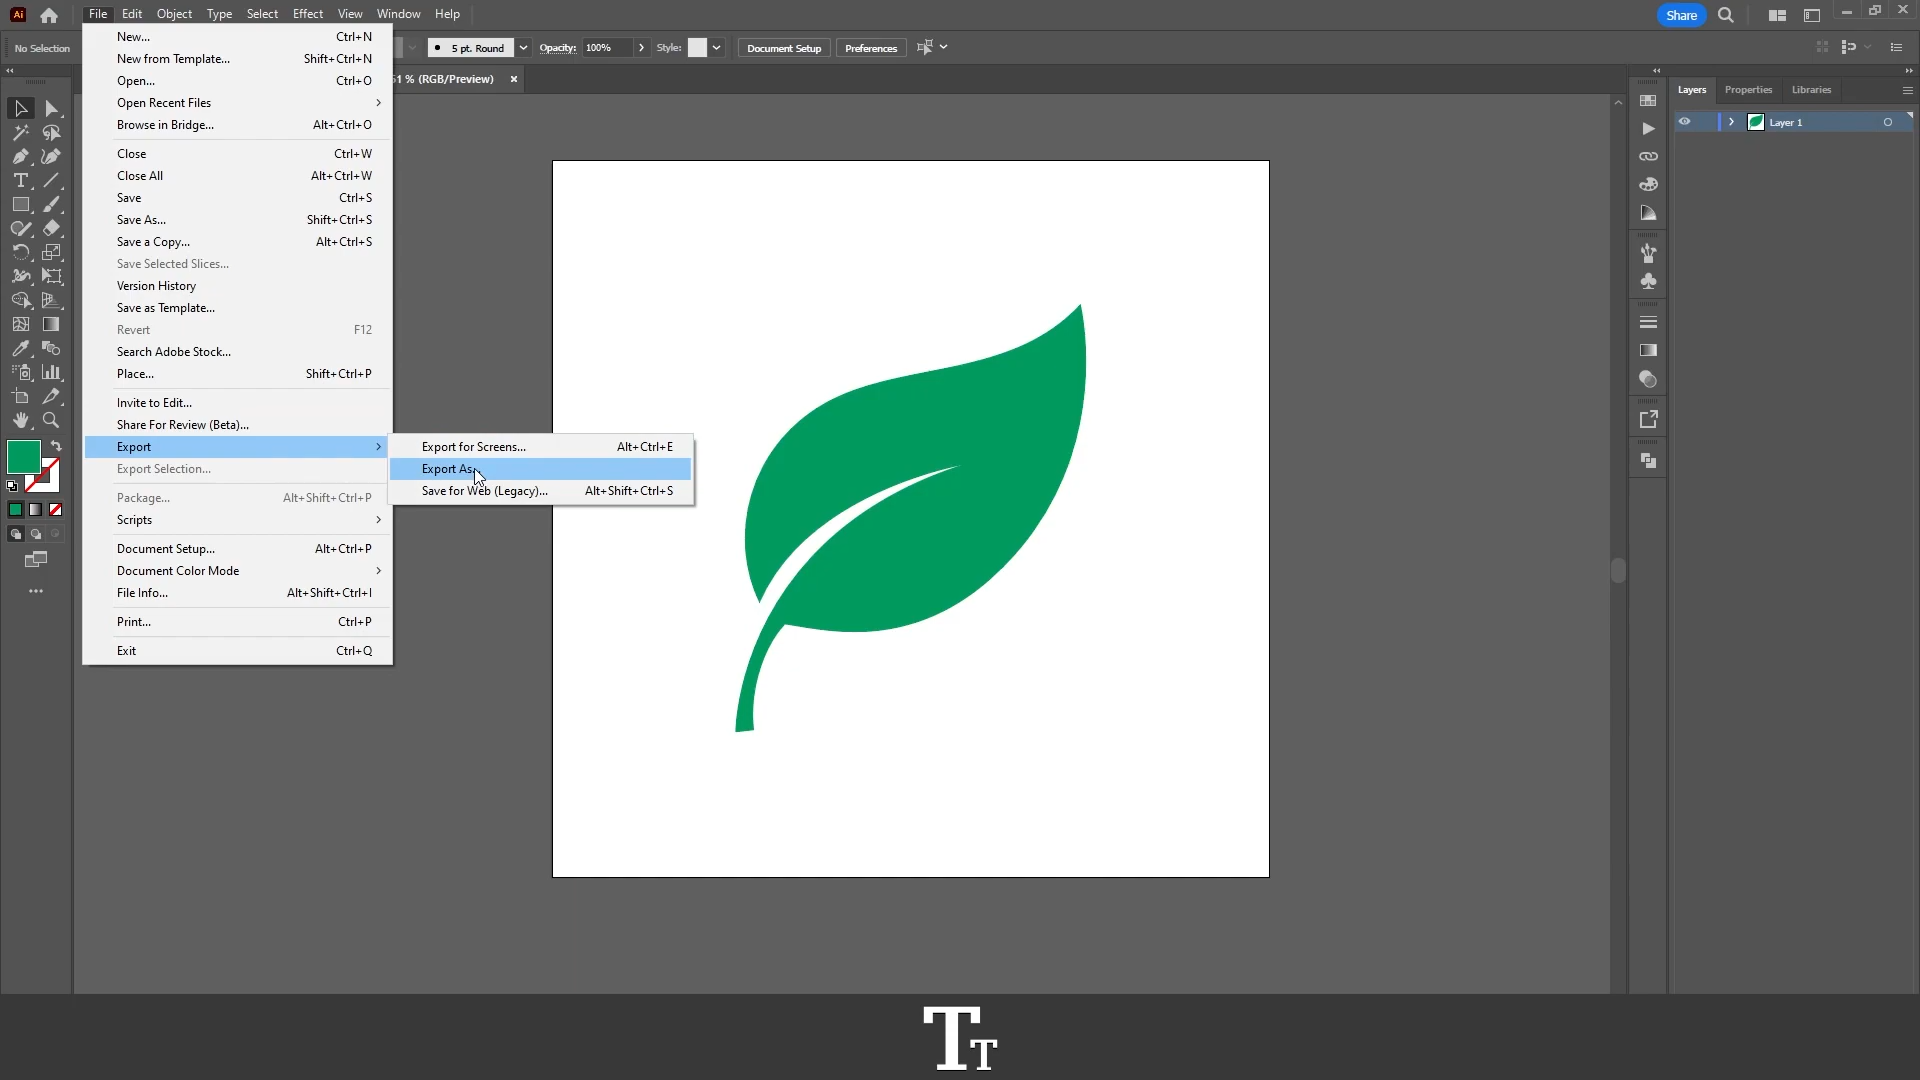 Ai
File Edit Object Type Select Effect View Window Help
Share
No Selection
5 pt. Round
Opacity: 100%
Style:
Document Setup
Preferences
51 % (RGB/Preview)
New... Ctrl+N
New from Template... Shift+Ctrl+N
Open... Ctrl+O
Open Recent Files
Browse in Bridge... Alt+Ctrl+O
Close Ctrl+W
Close All Alt+Ctrl+W
Save Ctrl+S
Save As... Shift+Ctrl+S
Save a Copy... Alt+Ctrl+S
Save Selected Slices...
Version History
Save as Template...
Revert F12
Search Adobe Stock...
Place... Shift+Ctrl+P
Invite to Edit...
Share For Review (Beta)...
Export
Export Selection...
Package... Alt+Shift+Ctrl+P
Scripts
Document Setup... Alt+Ctrl+P
Document Color Mode
File Info... Alt+Shift+Ctrl+I
Print... Ctrl+P
Exit Ctrl+Q
Export for Screens... Alt+Ctrl+E
Export As...
Save for Web (Legacy)... Alt+Shift+Ctrl+S
Layers Properties Libraries
Layer 1
TT